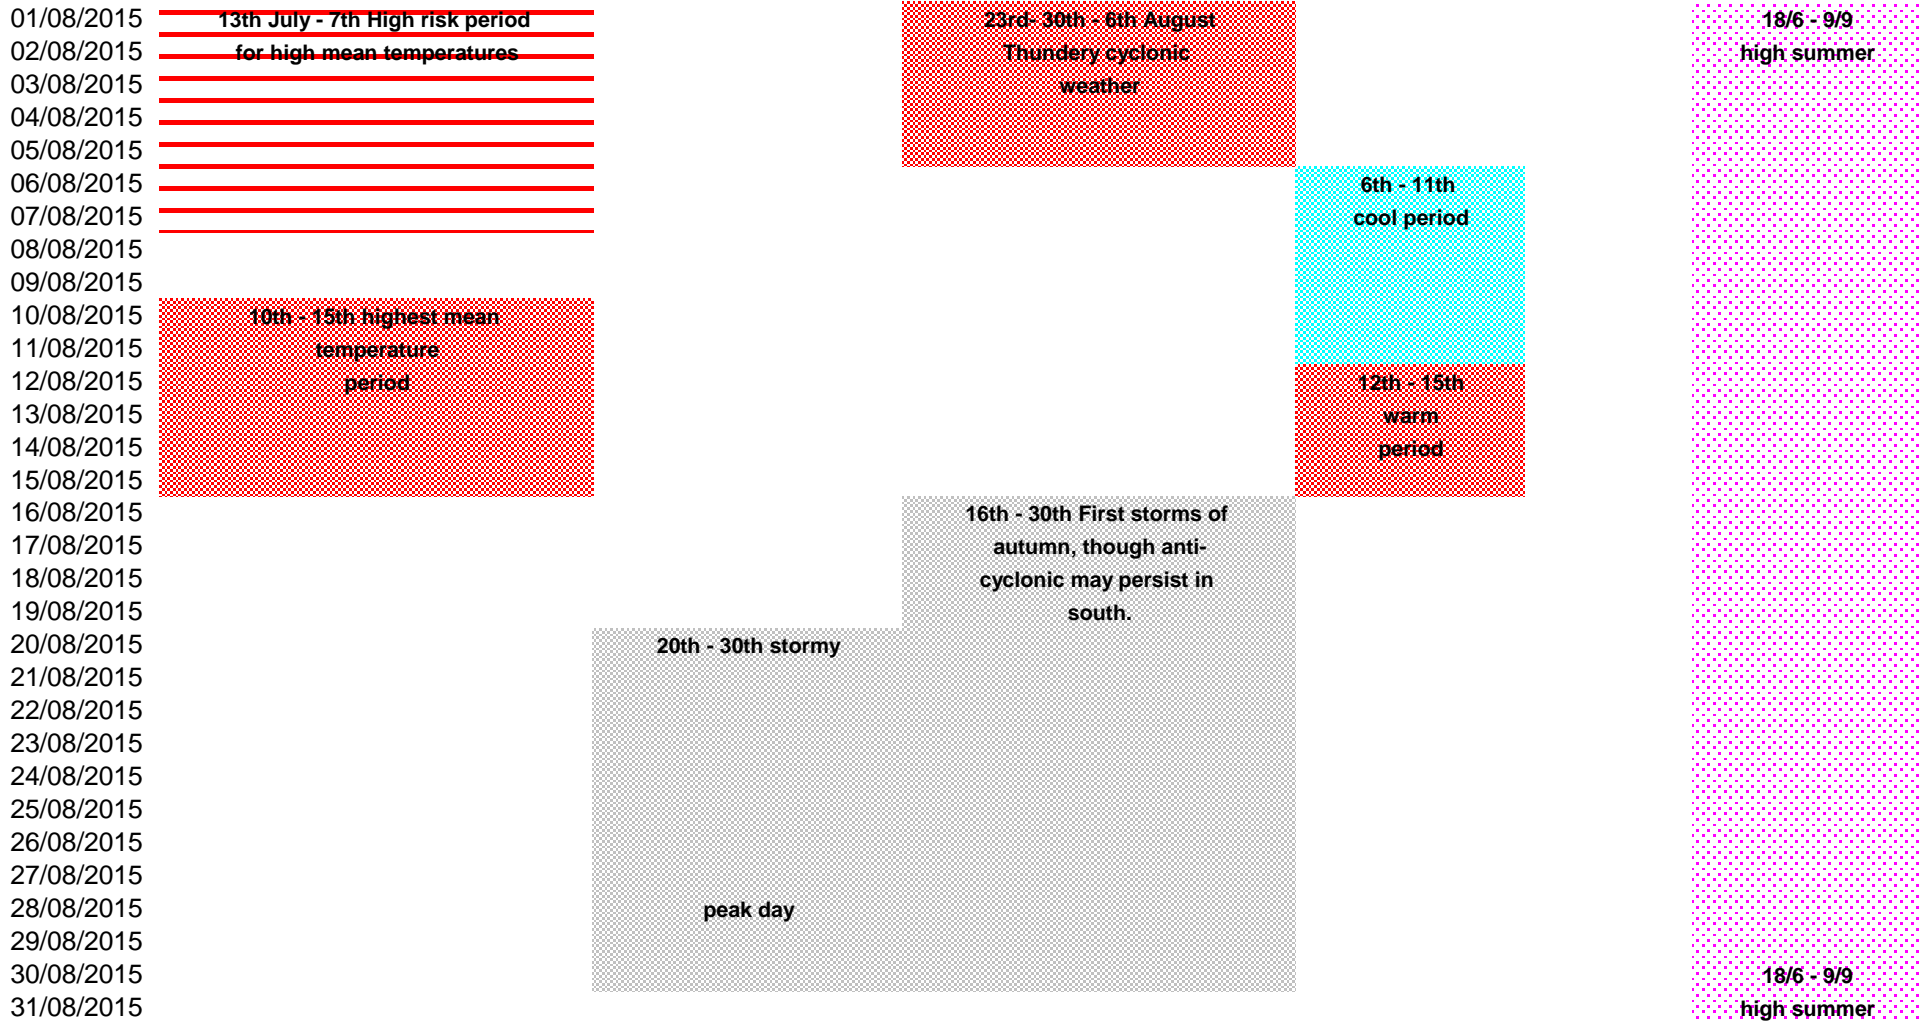 01/08/2015 13th July - 7th High risk period 23rd- 30th - 6th August 18/6 - 9/9
02/08/2015 for high mean temperatures Thundery cyclonic high summer
03/08/2015 weather
04/08/2015
05/08/2015
06/08/2015 6th - 11th
07/08/2015 cool period
08/08/2015
09/08/2015
10/08/2015 10th - 15th highest mean
11/08/2015 temperature
12/08/2015 period 12th - 15th
13/08/2015 warm
14/08/2015 period
15/08/2015
16/08/2015 16th - 30th First storms of
17/08/2015 autumn, though anti-
18/08/2015 cyclonic may persist in
19/08/2015 south.
20/08/2015 20th - 30th stormy
21/08/2015
22/08/2015
23/08/2015
24/08/2015
25/08/2015
26/08/2015
27/08/2015
28/08/2015 peak day
29/08/2015
30/08/2015 18/6 - 9/9
31/08/2015 high summer